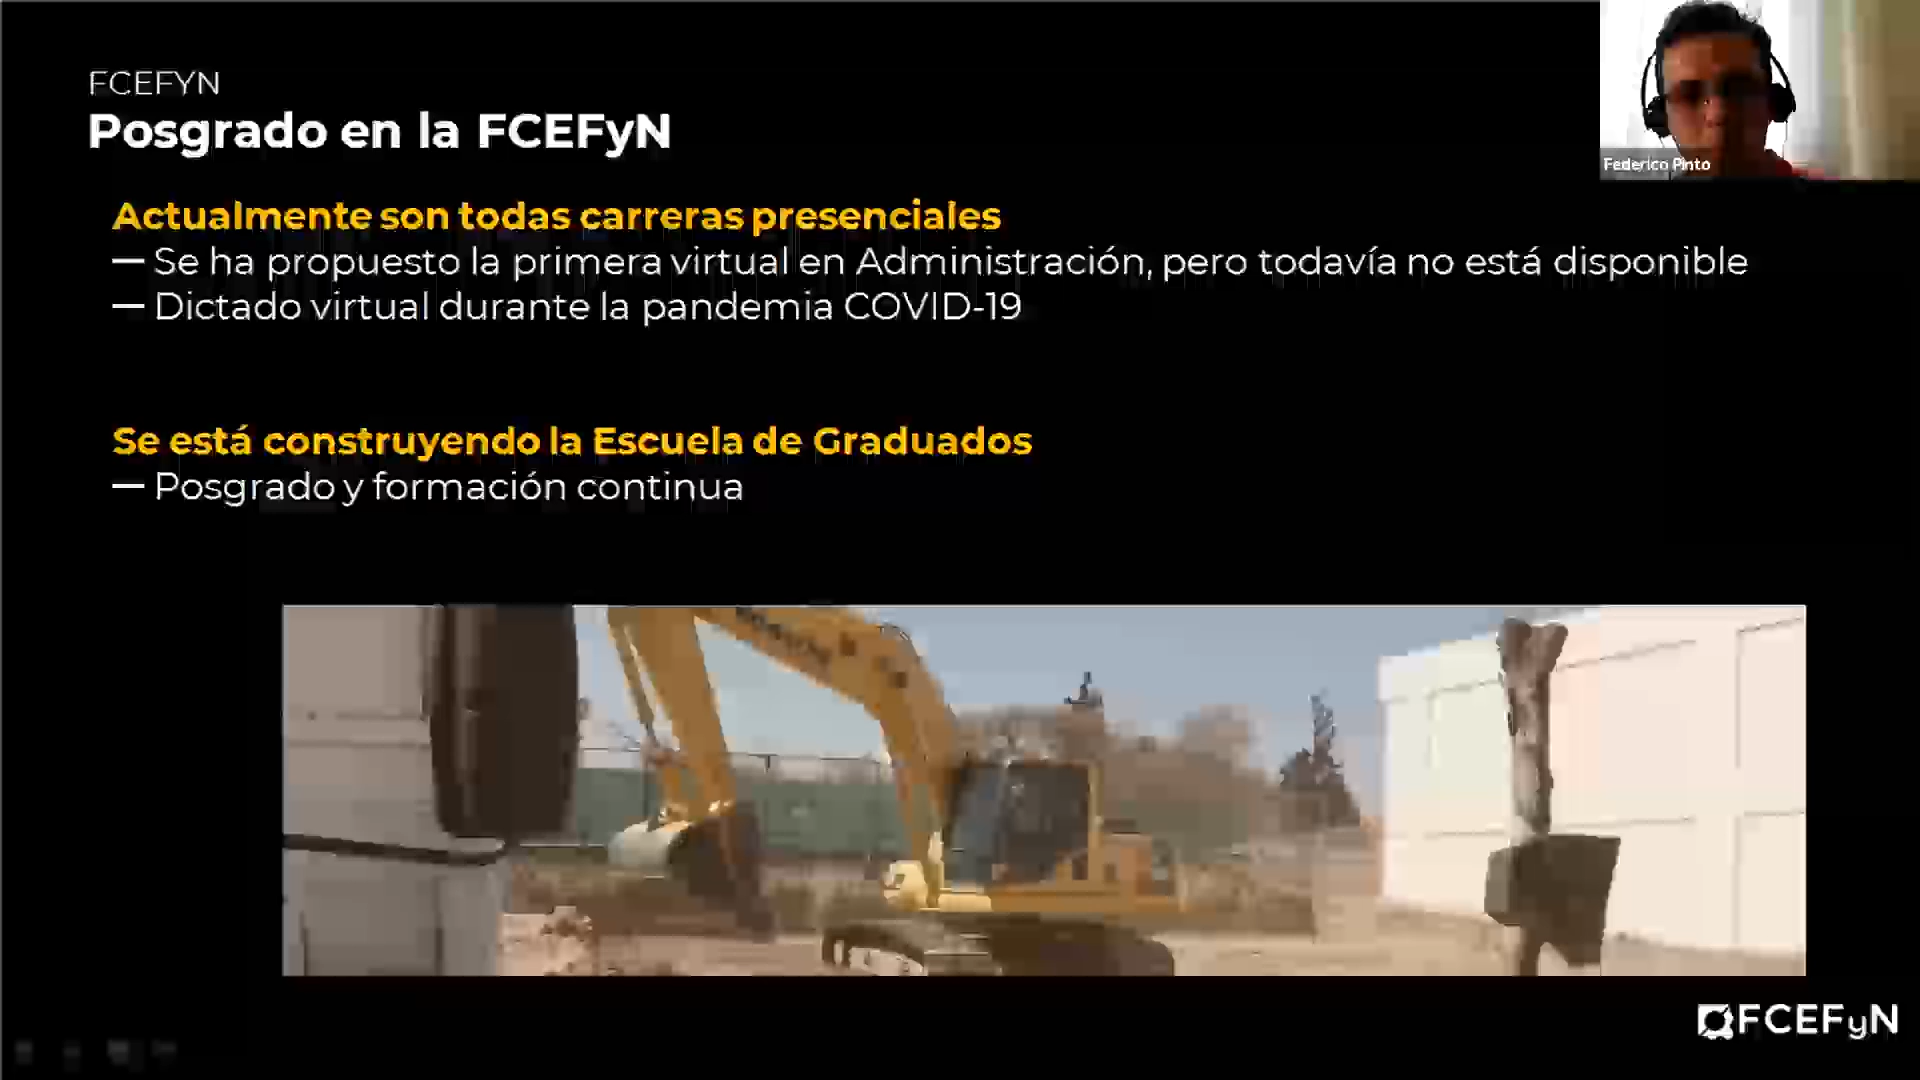 FCEFYN
Posgrado en la FCEFyN
Federico Pinto
Actualmente son todas carreras presenciales
— Se ha propuesto la primera virtual en Administración, pero todavía no está disponible
— Dictado virtual durante la pandemia COVID-19
Se está construyendo la Escuela de Graduados
— Posgrado y formación continua
FCEFyN